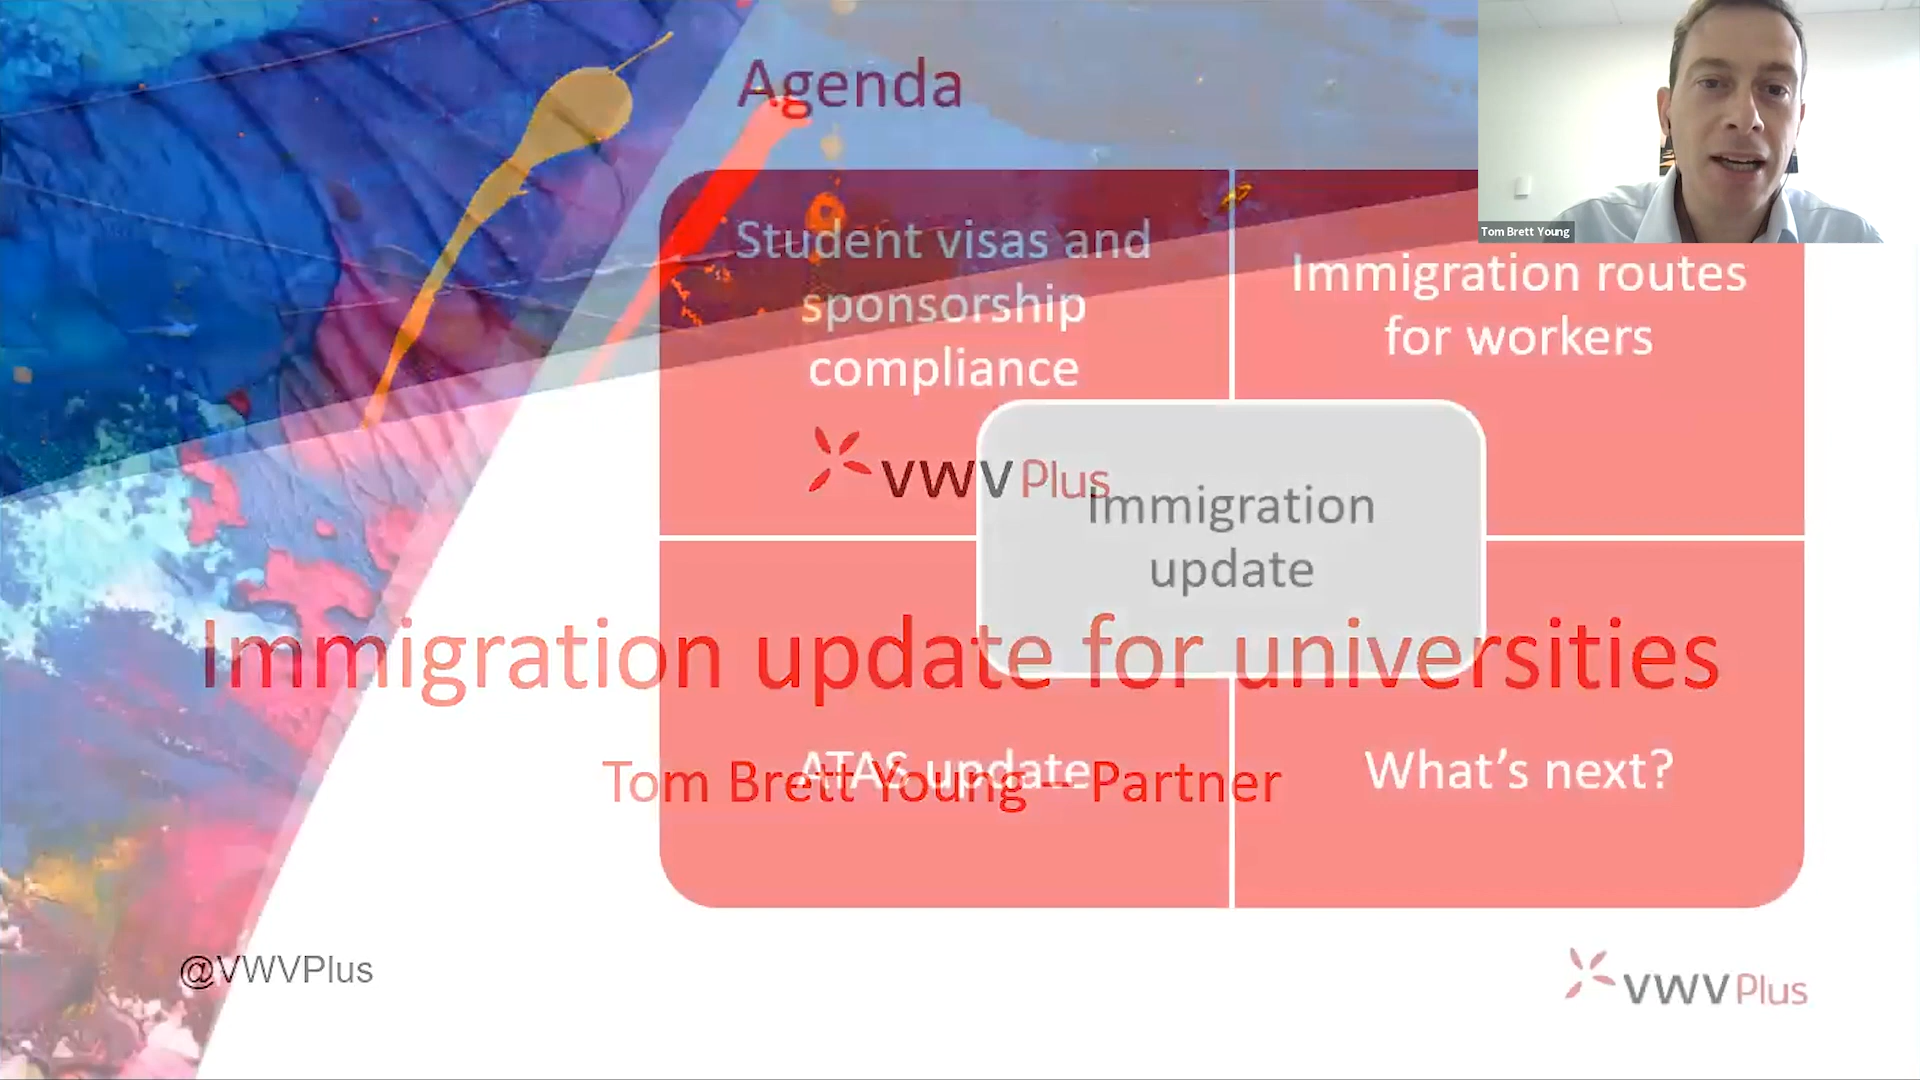 Agenda
Tom Brett Young
Student visas and
sponsorship
compliance
Immigration routes
for workers
VWV Plus
Immigration
update
Immigration update for universities
ATAS update
What's next?
Tom Brett Young – Partner
@VWVPlus
VWV Plus